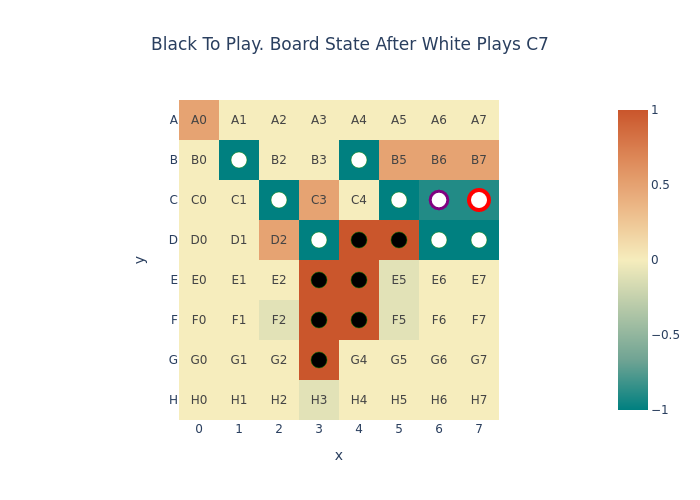 Black To Play. Board State After White Plays C7
A A0 A1 A2 A3 A4 A5 A6 A7
B B0 B2 B3 B5 B6 B7
C C0 C1 C3 C4
D D0 D1 D2
E E0 E1 E2 E5 E6 E7
F F0 F1 F2 F5 F6 F7
G G0 G1 G2 G4 G5 G6 G7
H H0 H1 H2 H3 H4 H5 H6 H7
0 1 2 3 4 5 6 7
x
y
1
0.5
0
−0.5
−1